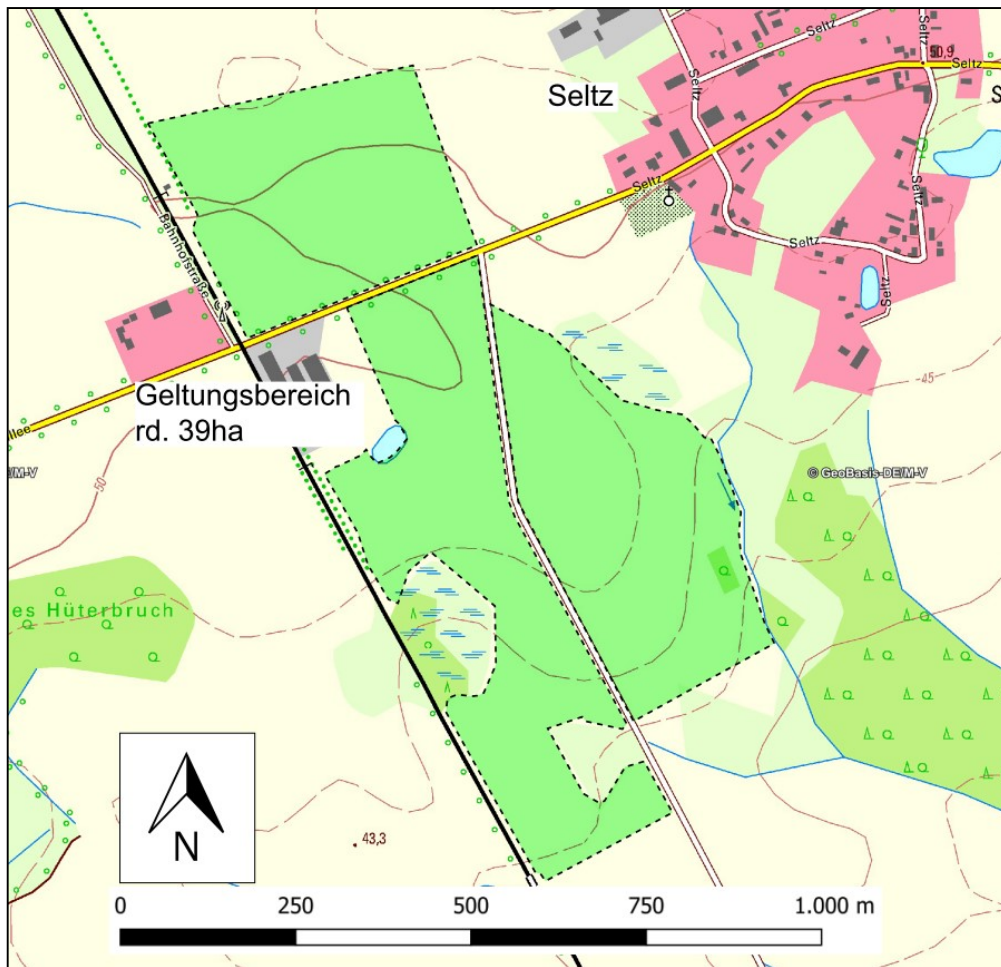 Seltz
50,9
Seltz
S
Seltz
Seltz
Seltz
Bahnhofstraße
Seltz
Seltz
Geltungsbereich
rd. 39ha
45
llee
E/M-V
50
© GeoBasis-DE/M-V
es Hüterbruch
N
43,3
0 250 500 750 1.000 m